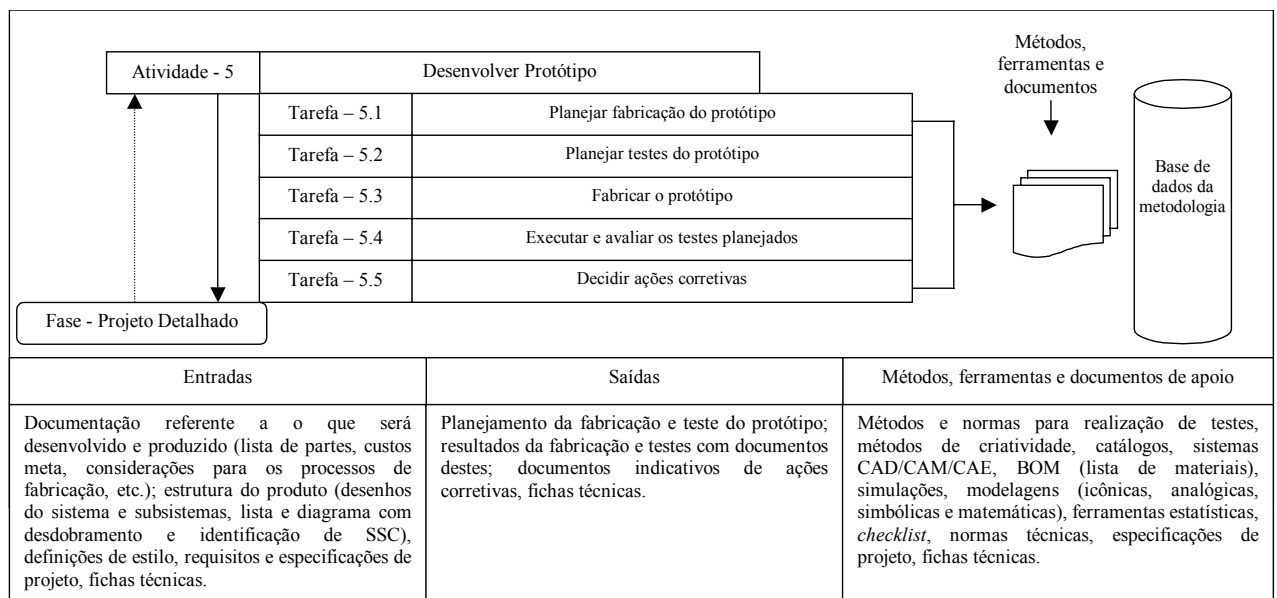 Métodos,
ferramentas e
documentos
Atividade - 5
Desenvolver Protótipo
Tarefa – 5.1
Planejar fabricação do protótipo
Tarefa – 5.2
Planejar testes do protótipo
Tarefa – 5.3
Fabricar o protótipo
Tarefa – 5.4
Executar e avaliar os testes planejados
Tarefa – 5.5
Decidir ações corretivas
Base de
dados da
metodologia
Fase - Projeto Detalhado
Entradas
Saídas
Métodos, ferramentas e documentos de apoio
Documentação referente a o que será
desenvolvido e produzido (lista de partes, custos
meta, considerações para os processos de
fabricação, etc.); estrutura do produto (desenhos
do sistema e subsistemas, lista e diagrama com
desdobramento e identificação de SSC),
definições de estilo, requisitos e especificações de
projeto, fichas técnicas.
Planejamento da fabricação e teste do protótipo;
resultados da fabricação e testes com documentos
destes; documentos indicativos de ações
corretivas, fichas técnicas.
Métodos e normas para realização de testes,
métodos de criatividade, catálogos, sistemas
CAD/CAM/CAE, BOM (lista de materiais),
simulações, modelagens (icônicas, analógicas,
simbólicas e matemáticas), ferramentas estatísticas,
checklist, normas técnicas, especificações de
projeto, fichas técnicas.